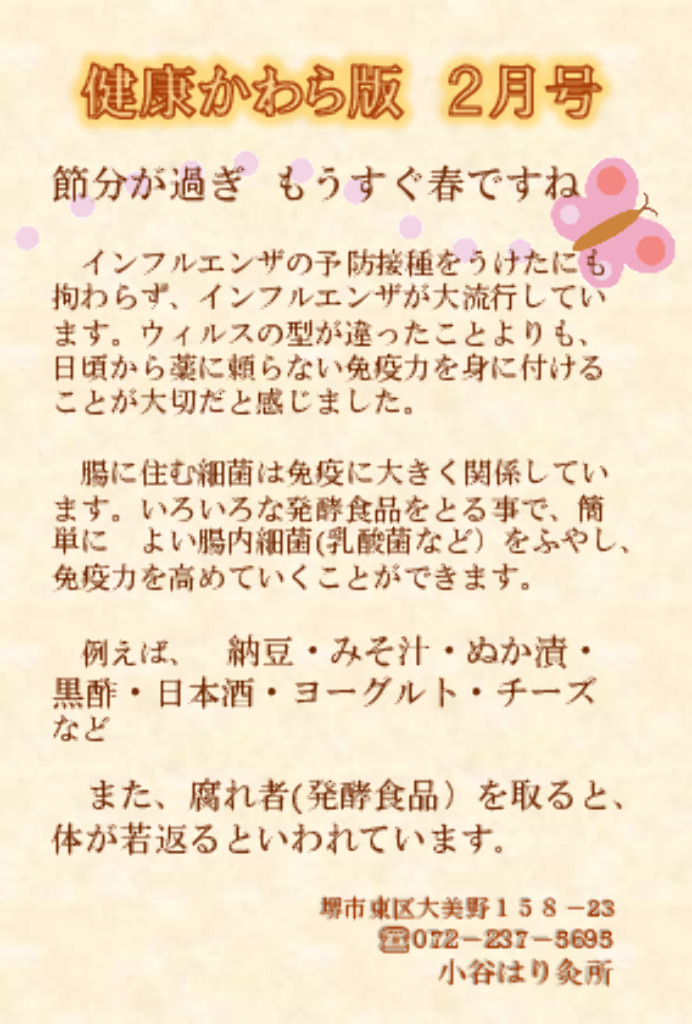 健康かわら版　２月号
節分が過ぎ　もうすぐ春ですね
インフルエンザの予防接種をうけたにも
拘わらず、インフルエンザが大流行してい
ます。ウィルスの型が違ったことよりも、
日頃から薬に頼らない免疫力を身に付ける
ことが大切だと感じました。
腸に住む細菌は免疫に大きく関係してい
ます。いろいろな発酵食品をとる事で、簡
単に　よい腸内細菌(乳酸菌など）をふやし、
免疫力を高めていくことができます。
例えば、　納豆・みそ汁・ぬか漬・
黒酢・日本酒・ヨーグルト・チーズ
など
また、腐れ者(発酵食品）を取ると、
体が若返るといわれています。
堺市東区大美野１５８－23
☎072－237－5695
小谷はり灸所